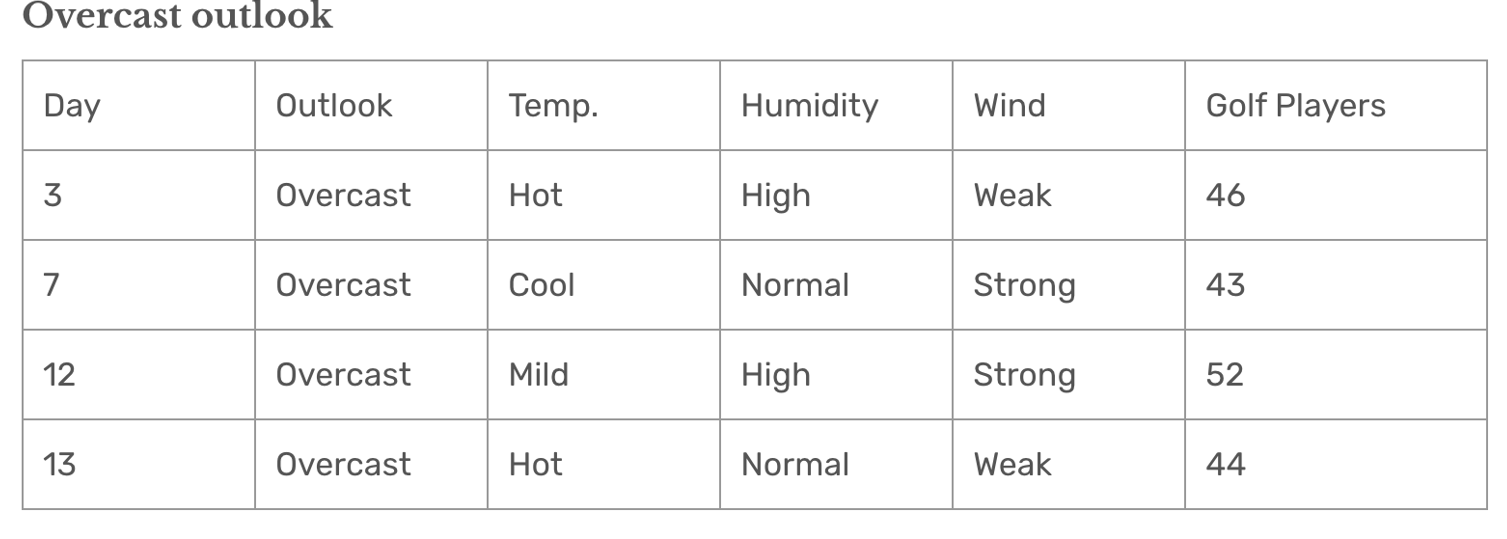 Overcast outlook
Day Outlook Temp. Humidity Wind Golf Players
3 Overcast Hot High Weak 46
7 Overcast Cool Normal Strong 43
12 Overcast Mild High Strong 52
13 Overcast Hot Normal Weak 44